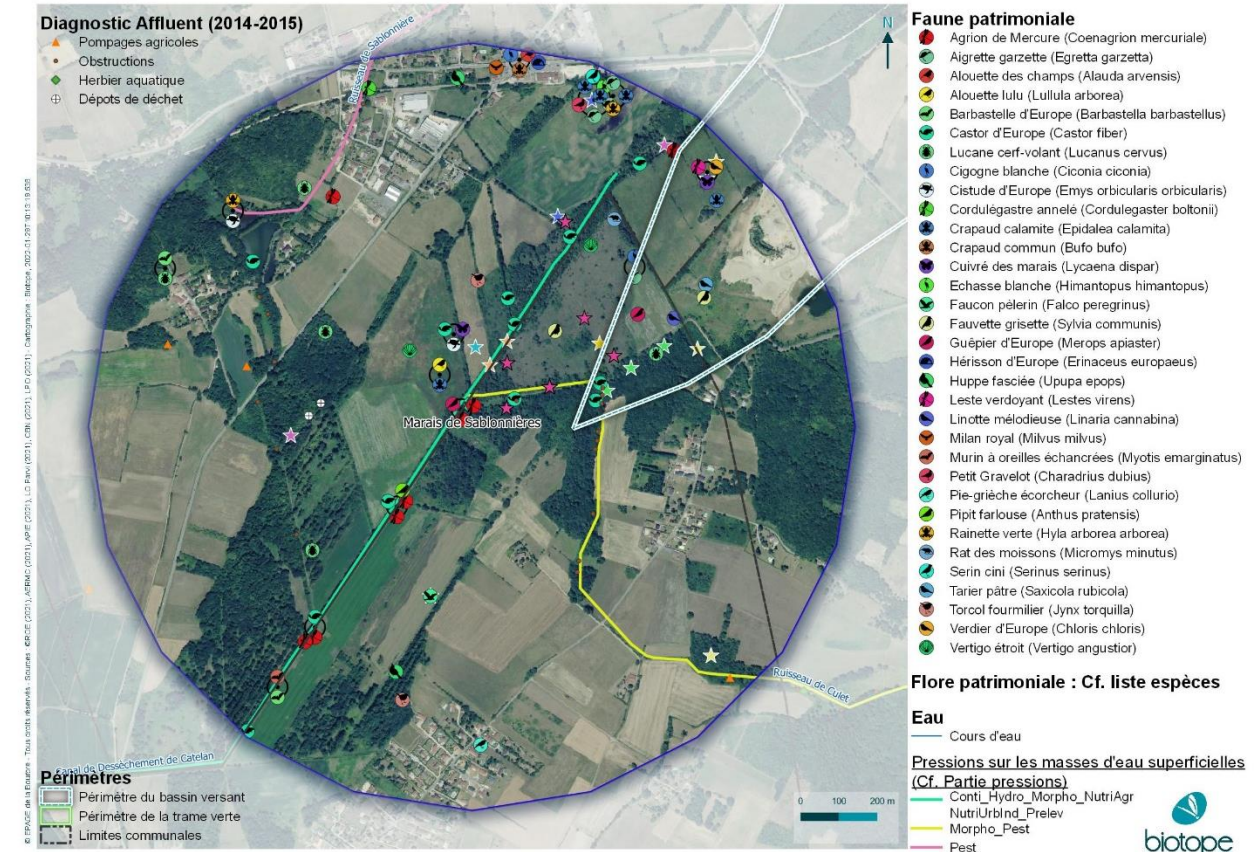 Diagnostic Affluent (2014-2015)
Pompages agricoles
Obstructions
Herbier aquatique
Dépots de déchet
Ruisseau de Sablonnière
N
Marais de Sablonnières
Ruisseau de Culet
Canal de Dessèchement de Catelan
Périmètres
Périmètre du bassin versant
Périmètre de la trame verte
Limites communales
0 100 200 m
Faune patrimoniale
Agrion de Mercure (Coenagrion mercuriale)
Aigrette garzette (Egretta garzetta)
Alouette des champs (Alauda arvensis)
Alouette lulu (Lullula arborea)
Barbastelle d'Europe (Barbastella barbastellus)
Castor d'Europe (Castor fiber)
Lucane cerf-volant (Lucanus cervus)
Cigogne blanche (Ciconia ciconia)
Cistude d'Europe (Emys orbicularis orbicularis)
Cordulégastre annelé (Cordulegaster boltonii)
Crapaud calamite (Epidalea calamita)
Crapaud commun (Bufo bufo)
Cuivré des marais (Lycaena dispar)
Echasse blanche (Himantopus himantopus)
Faucon pèlerin (Falco peregrinus)
Fauvette grisette (Sylvia communis)
Guêpier d'Europe (Merops apiaster)
Hérisson d'Europe (Erinaceus europaeus)
Huppe fasciée (Upupa epops)
Leste verdoyant (Lestes virens)
Linotte mélodieuse (Linaria cannabina)
Milan royal (Milvus milvus)
Murin à oreilles échancrées (Myotis emarginatus)
Petit Gravelot (Charadrius dubius)
Pie-grièche écorcheur (Lanius collurio)
Pipit farlouse (Anthus pratensis)
Rainette verte (Hyla arborea arborea)
Rat des moissons (Micromys minutus)
Serin cini (Serinus serinus)
Tarier pâtre (Saxicola rubicola)
Torcol fourmilier (Jynx torquilla)
Verdier d'Europe (Chloris chloris)
Vertigo étroit (Vertigo angustior)
Flore patrimoniale : Cf. liste espèces
Eau
Cours d'eau
Pressions sur les masses d'eau superficielles
(Cf. Partie pressions)
Conti_Hydro_Morpho_NutriAgr
NutriUrbInd_Prelev
Morpho_Pest
Pest
biotope